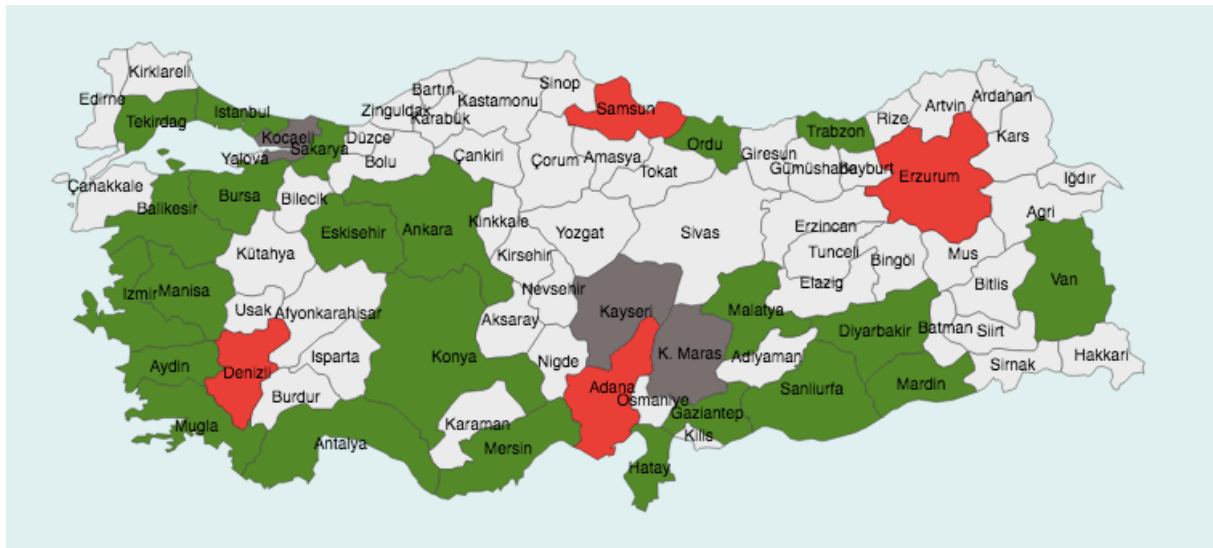 Kirklareli
Edirne
Tekirdag
Istanbul
Kocaeli
Yalova
Sakarya
Düzce
Bolu
Zinguldak
Bartın
Karabük
Kastamonu
Sinop
Çankiri
Samsun
Çorum
Amasya
Tokat
Ordu
Giresun
Gümüshane
Trabzon
Bayburt
Rize
Artvin
Ardahan
Kars
Erzurum
Iğdır
Agri
Çanakkale
Balikesir
Bursa
Bilecik
Eskisehir
Ankara
Kinkkale
Kirsehir
Yozgat
Sivas
Erzincan
Tunceli
Bingöl
Elazig
Mus
Bitlis
Van
Kütahya
Izmir
Manisa
Usak
Afyonkarahisar
Nevsehir
Aksaray
Kayseri
Malatya
Diyarbakir
Batman
Siirt
Sirnak
Hakkari
Aydin
Denizli
Isparta
Burdur
Konya
Nigde
Adana
K. Maras
Adiyaman
Osmaniye
Gaziantep
Sanliurfa
Mardin
Mugla
Antalya
Karaman
Mersin
Kilis
Hatay